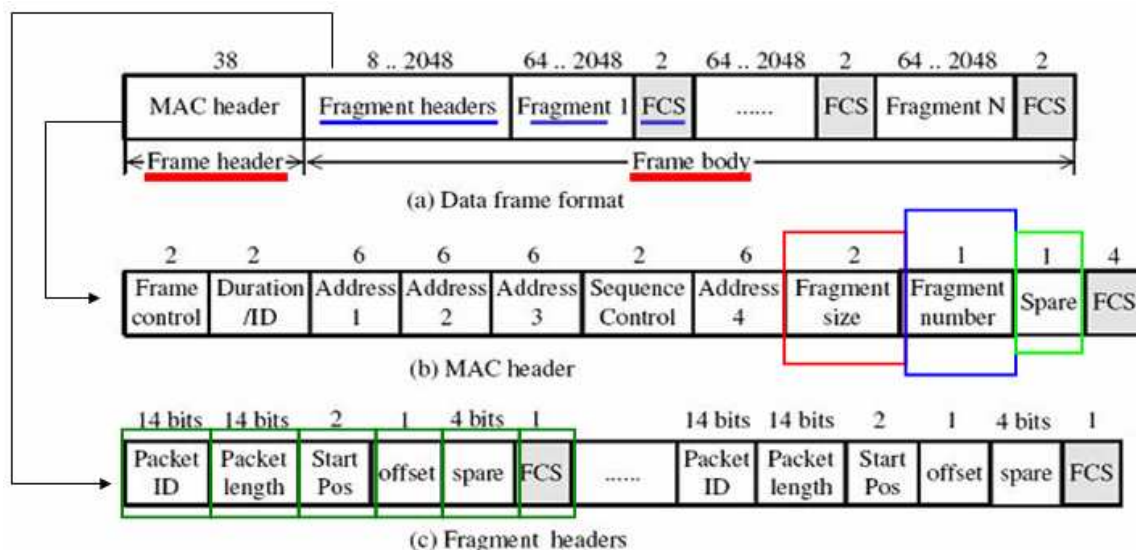 38 8 .. 2048 64 .. 2048 2 64 .. 2048 2 64 .. 2048 2
MAC header Fragment headers Fragment 1 FCS ...... FCS Fragment N FCS
Frame header Frame body
(a) Data frame format
2 2 6 6 6 2 6 2 1 1 4
Frame control Duration /ID Address 1 Address 2 Address 3 Sequence Control Address 4 Fragment size Fragment number Spare FCS
(b) MAC header
14 bits 14 bits 2 1 4 bits 1 14 bits 14 bits 2 1 4 bits 1
Packet ID Packet length Start Pos offset spare FCS ...... Packet ID Packet length Start Pos offset spare FCS
(c) Fragment headers